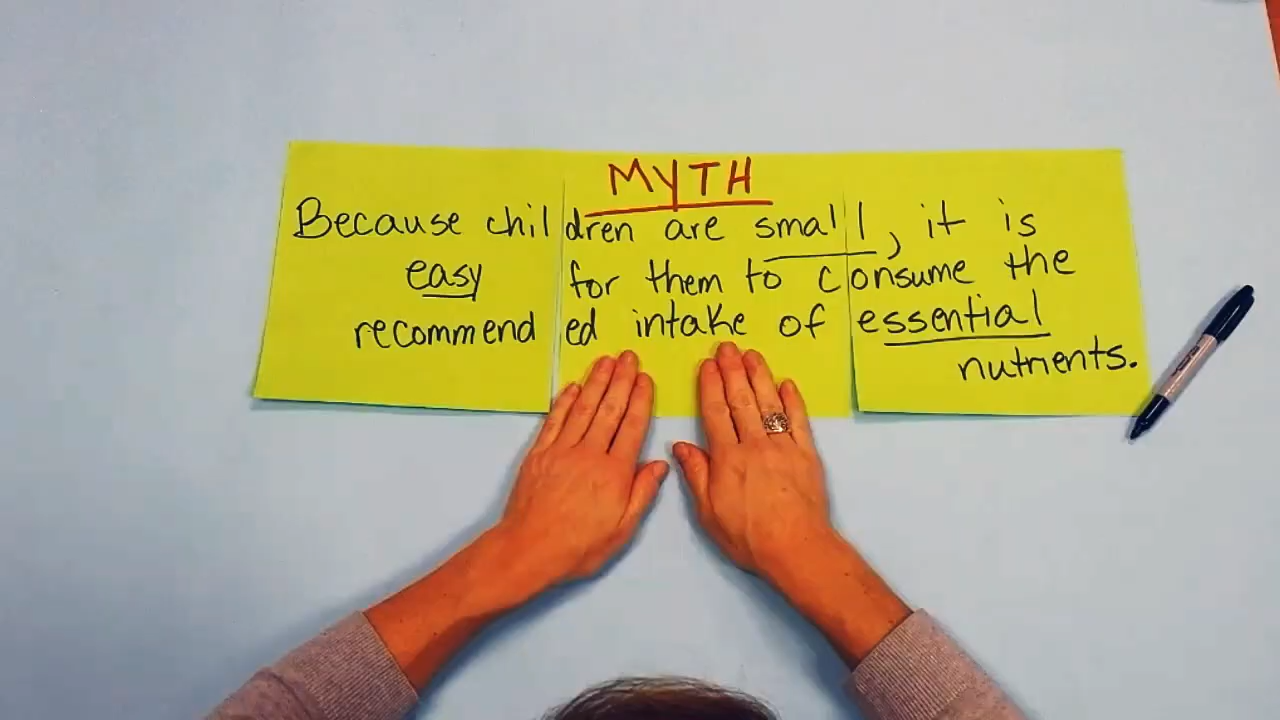 MYTH
Because children are small, it is
easy for them to consume the
recommended intake of essential
nutrients.